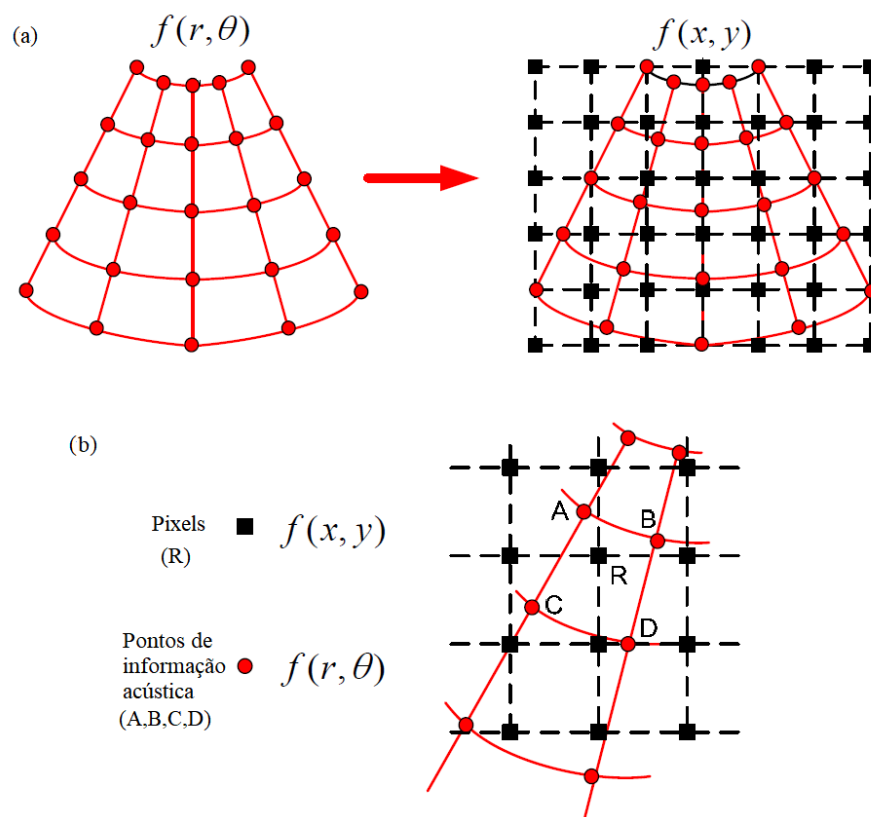 (a)
f(r,θ)
f(x,y)
(b)
Pixels
(R)
f(x,y)
Pontos de
informação
acústica
(A,B,C,D)
f(r,θ)
A
B
R
C
D